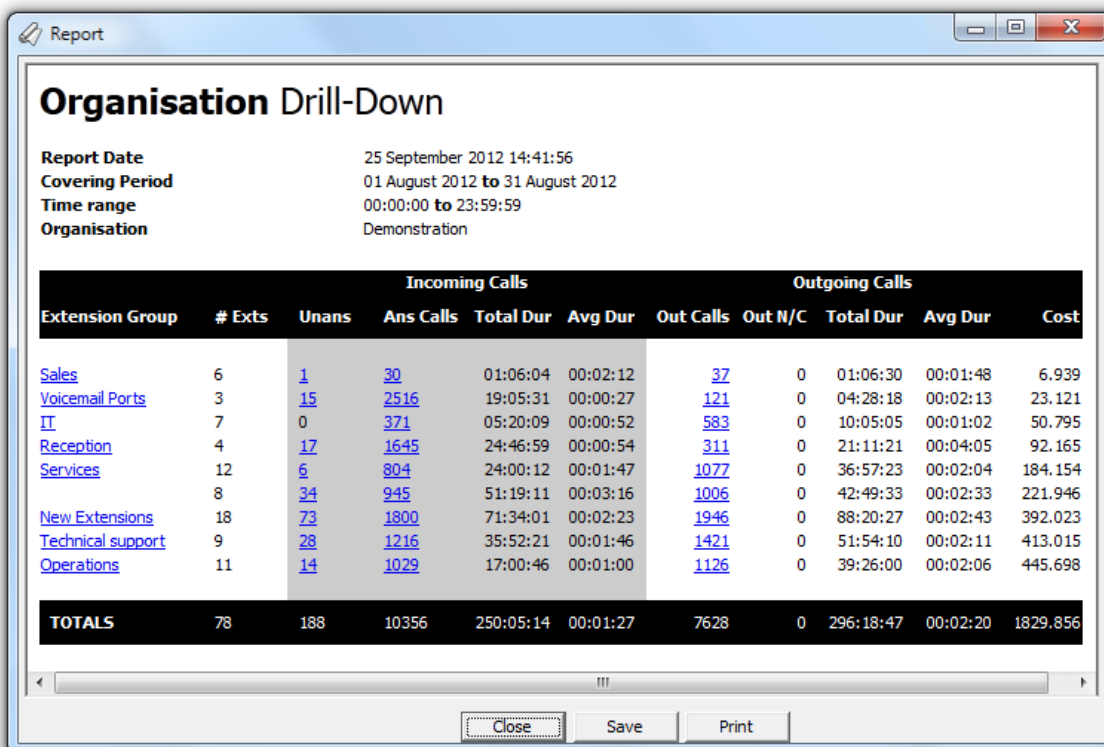 Report
Organisation Drill-Down
Report Date 25 September 2012 14:41:56
Covering Period 01 August 2012 to 31 August 2012
Time range 00:00:00 to 23:59:59
Organisation Demonstration
Incoming Calls Outgoing Calls
Extension Group # Exts Unans Ans Calls Total Dur Avg Dur Out Calls Out N/C Total Dur Avg Dur Cost
Sales 6 1 30 01:06:04 00:02:12 37 0 01:06:30 00:01:48 6.939
Voicemail Ports 3 15 2516 19:05:31 00:00:27 121 0 04:28:18 00:02:13 23.121
IT 7 0 371 05:20:09 00:00:52 583 0 10:05:05 00:01:02 50.795
Reception 4 17 1645 24:46:59 00:00:54 311 0 21:11:21 00:04:05 92.165
Services 12 6 804 24:00:12 00:01:47 1077 0 36:57:23 00:02:04 184.154
8 34 945 51:19:11 00:03:16 1006 0 42:49:33 00:02:33 221.946
New Extensions 18 73 1800 71:34:01 00:02:23 1946 0 88:20:27 00:02:43 392.023
Technical support 9 28 1216 35:52:21 00:01:46 1421 0 51:54:10 00:02:11 413.015
Operations 11 14 1029 17:00:46 00:01:00 1126 0 39:26:00 00:02:06 445.698
TOTALS 78 188 10356 250:05:14 00:01:27 7628 0 296:18:47 00:02:20 1829.856
Close Save Print